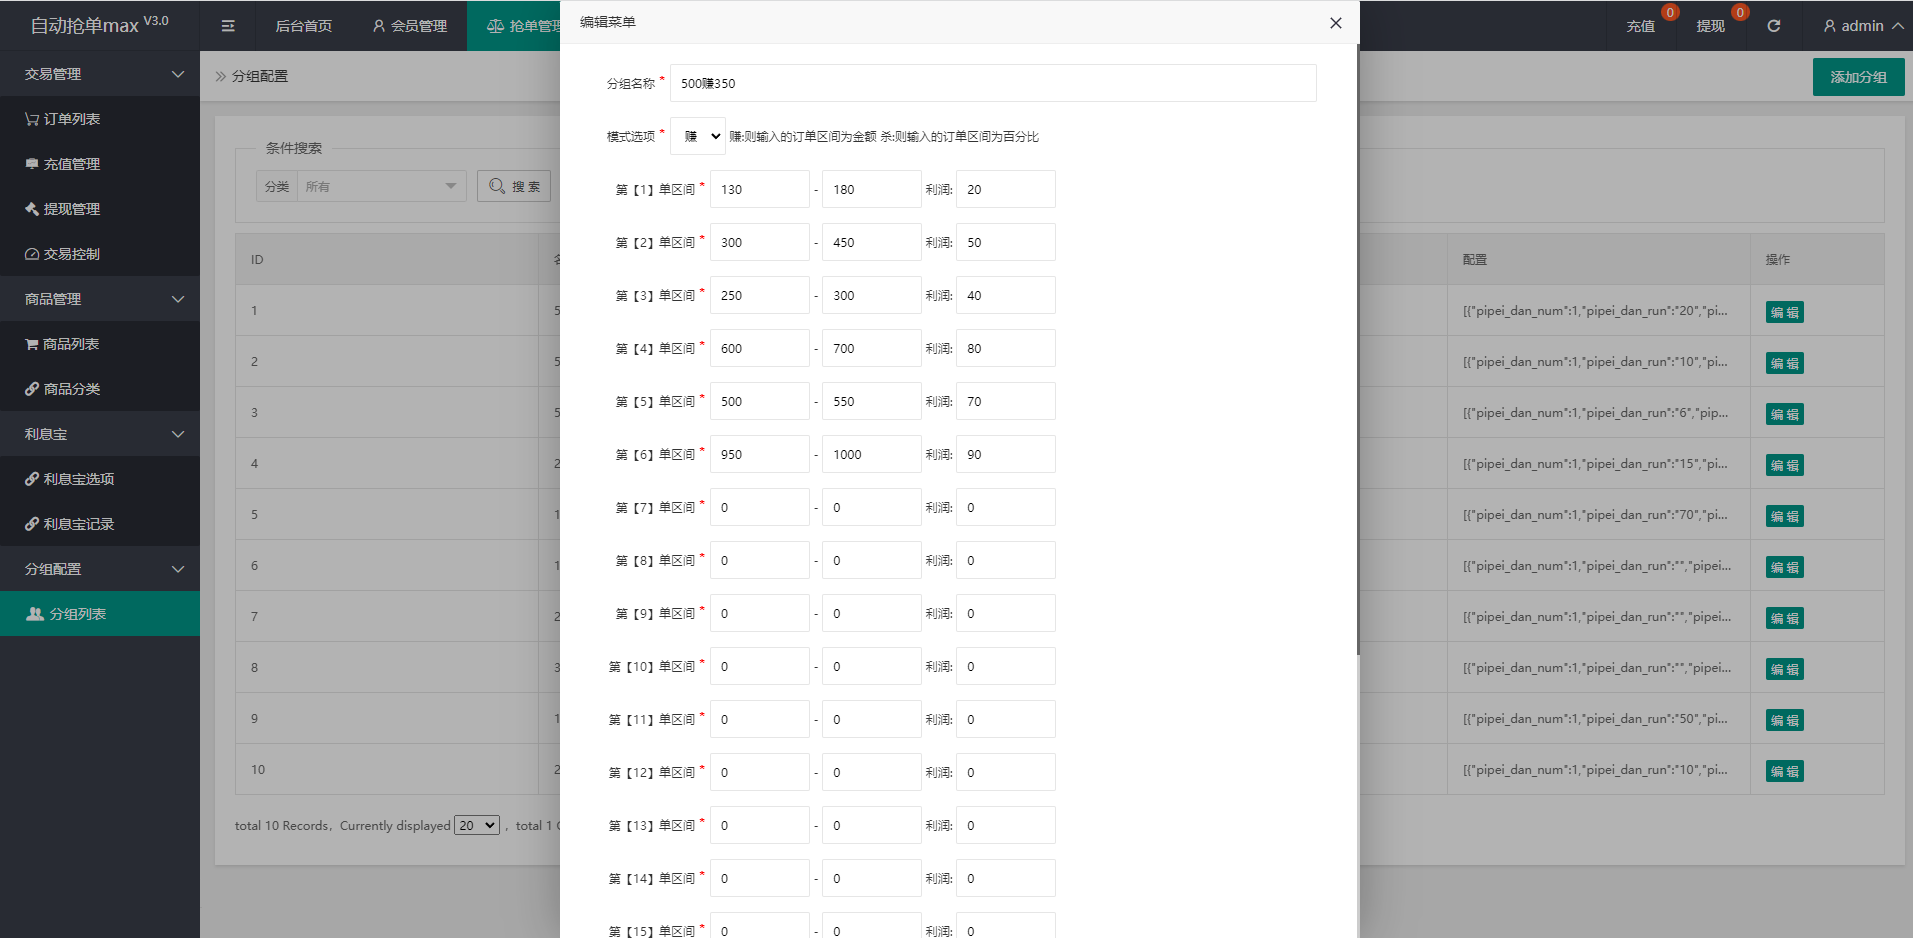 自动抢单max V3.0
后台首页
会员管理
抢单管理
充值 0
提现 0
admin
交易管理
订单列表
充值管理
提现管理
交易控制
商品管理
商品列表
商品分类
利息宝
利息宝选项
利息宝记录
分组配置
分组列表
分组配置
添加分组
条件搜索
分类 所有 搜 索
ID 配置 操作
1 5 [{"pipei_dan_num":1,"pipei_dan_run":"20","pi... 编 辑
2 5 [{"pipei_dan_num":1,"pipei_dan_run":"10","pi... 编 辑
3 5 [{"pipei_dan_num":1,"pipei_dan_run":"6","pip... 编 辑
4 2 [{"pipei_dan_num":1,"pipei_dan_run":"15","pi... 编 辑
5 1 [{"pipei_dan_num":1,"pipei_dan_run":"70","pi... 编 辑
6 1 [{"pipei_dan_num":1,"pipei_dan_run":"","pipei... 编 辑
7 2 [{"pipei_dan_num":1,"pipei_dan_run":"","pipei... 编 辑
8 3 [{"pipei_dan_num":1,"pipei_dan_run":"","pipei... 编 辑
9 1 [{"pipei_dan_num":1,"pipei_dan_run":"50","pi... 编 辑
10 2 [{"pipei_dan_num":1,"pipei_dan_run":"10","pi... 编 辑
total 10 Records，Currently displayed 20 ，total 1
编辑菜单
分组名称 * 500赚350
模式选项 * 赚 赚:则输入的订单区间为金额 杀:则输入的订单区间为百分比
第【1】单区间 * 130 - 180 利润: 20
第【2】单区间 * 300 - 450 利润: 50
第【3】单区间 * 250 - 300 利润: 40
第【4】单区间 * 600 - 700 利润: 80
第【5】单区间 * 500 - 550 利润: 70
第【6】单区间 * 950 - 1000 利润: 90
第【7】单区间 * 0 - 0 利润: 0
第【8】单区间 * 0 - 0 利润: 0
第【9】单区间 * 0 - 0 利润: 0
第【10】单区间 * 0 - 0 利润: 0
第【11】单区间 * 0 - 0 利润: 0
第【12】单区间 * 0 - 0 利润: 0
第【13】单区间 * 0 - 0 利润: 0
第【14】单区间 * 0 - 0 利润: 0
第【15】单区间 * 0 - 0 利润: 0